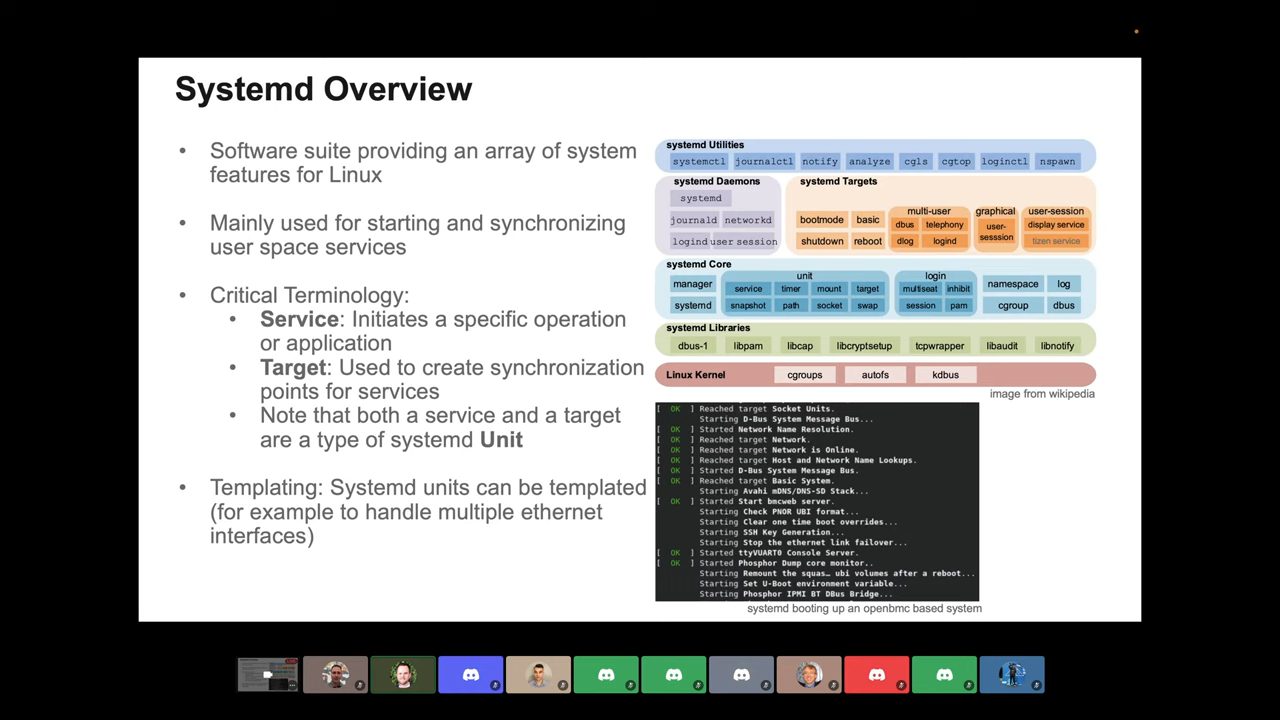 Systemd Overview
• Software suite providing an array of system
features for Linux
• Mainly used for starting and synchronizing
user space services
• Critical Terminology:
• Service: Initiates a specific operation
or application
• Target: Used to create synchronization
points for services
• Note that both a service and a target
are a type of systemd Unit
• Templating: Systemd units can be templated
(for example to handle multiple ethernet
interfaces)
systemd Utilities
systemctl journalctl notify analyze cgls cgtop loginctl nspawn
systemd Daemons
systemd
journald networkd
logind user session
systemd Targets
bootmode basic
shutdown reboot
multi-user
dbus telephony
dlog logind
graphical
user-
sesssion
user-session
display service
tizen service
systemd Core
manager
systemd
unit
service timer mount target
snapshot path socket swap
login
multiseat inhibit
session pam
namespace log
cgroup dbus
systemd Libraries
dbus-1 libpam libcap libcryptsetup tcpwrapper libaudit libnotify
Linux Kernel cgroups autofs kdbus
image from wikipedia
[ OK ] Reached target Socket Units.
Starting D-Bus System Message Bus...
[ OK ] Started Network Name Resolution.
[ OK ] Reached target Network.
[ OK ] Reached target Network is Online.
[ OK ] Reached target Host and Network Name Lookups.
[ OK ] Started D-Bus System Message Bus.
[ OK ] Reached target Basic System.
Starting Avahi mDNS/DNS-SD Stack...
[ OK ] Started Start bmcweb server.
Starting Check PNOR UBI format...
Starting Clear one time boot overrides...
Starting SSH Key Generation...
Starting Stop the ethernet link failover...
[ OK ] Started ttyVUART0 Console Server.
[ OK ] Started Phosphor Dump core monitor..
Starting Remount the squas… ubi volumes after a reboot...
Starting Set U-Boot environment variable...
Starting Phosphor IPMI BT DBus Bridge...
systemd booting up an openbmc based system